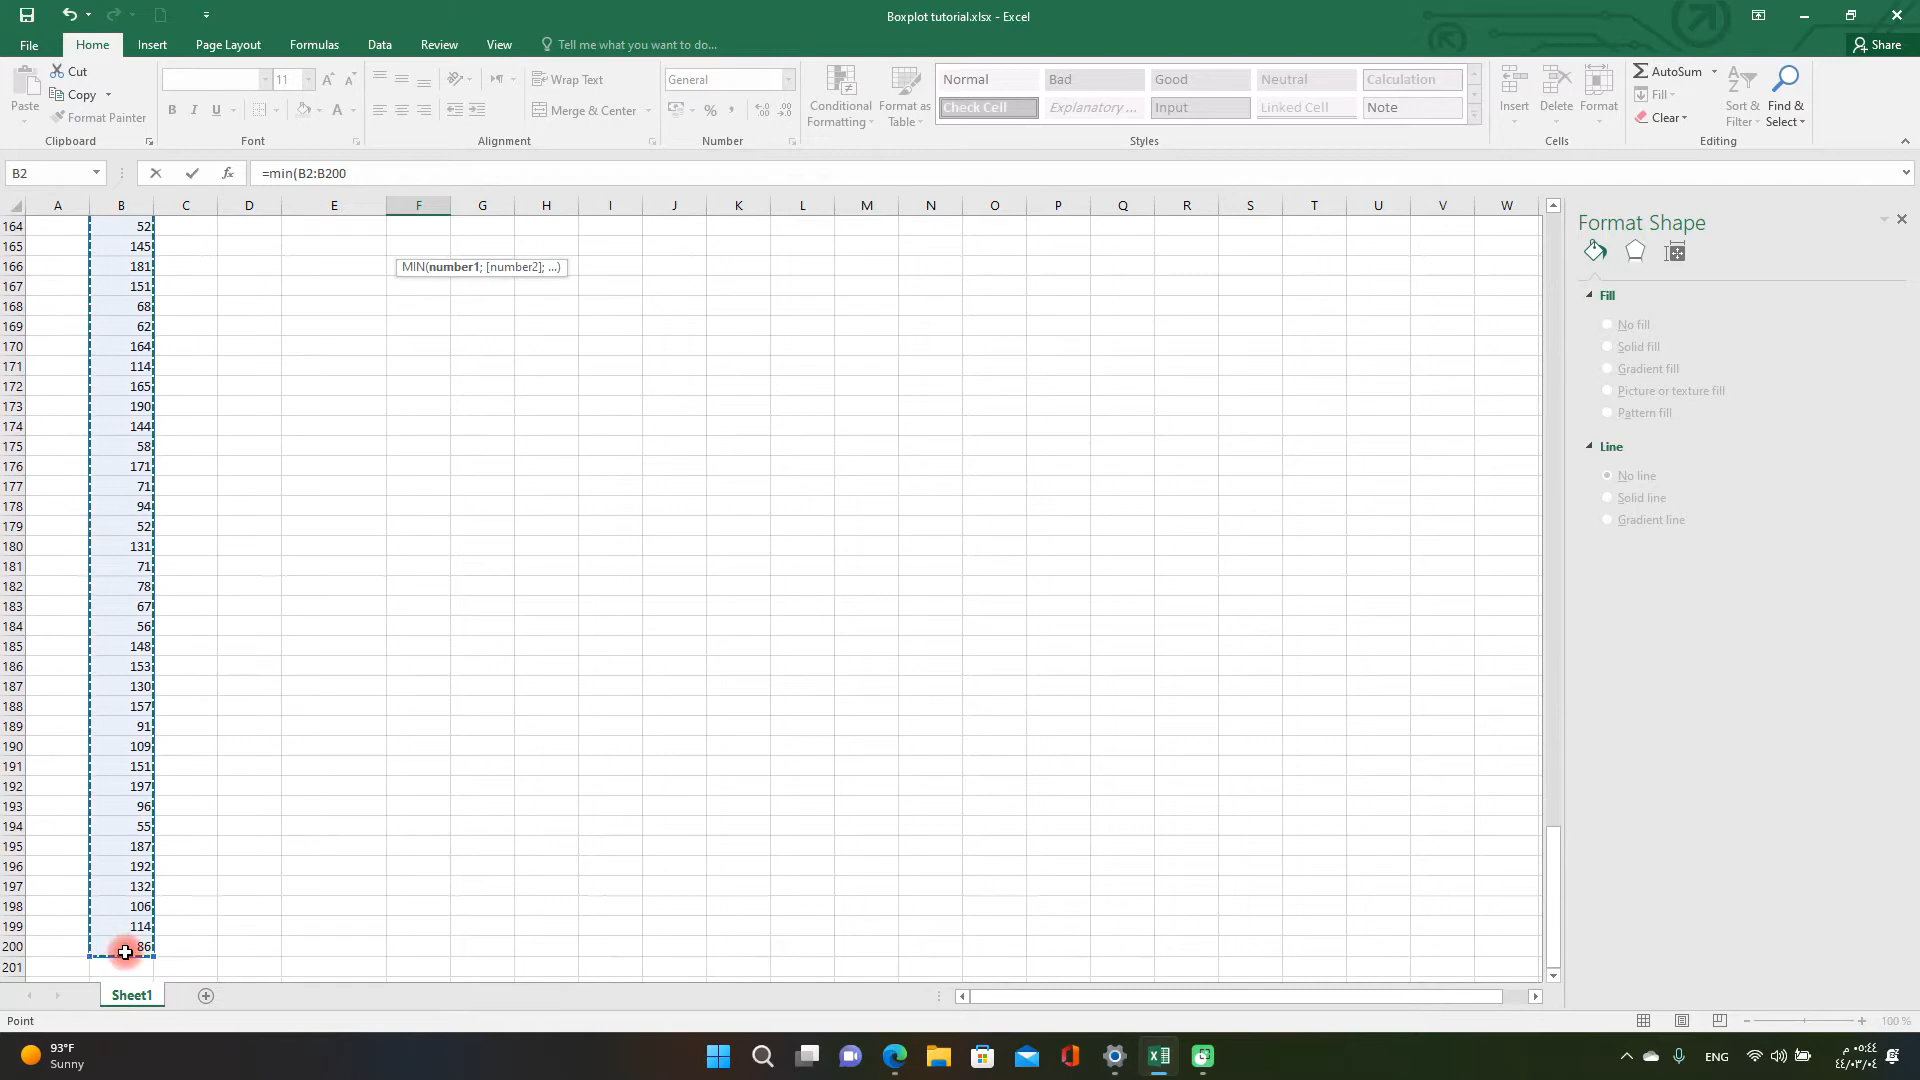 Boxplot tutorial.xlsx - Excel
File Home Insert Page Layout Formulas Data Review View Tell me what you want to do... Share
Paste Cut Copy Format Painter
11
Wrap Text Merge & Center
General
Conditional Formatting Format as Table
Normal Bad Good Neutral Calculation
Check Cell Explanatory ... Input Linked Cell Note
Insert Delete Format
AutoSum Fill Clear Sort & Filter Find & Select
Clipboard Font Alignment Number Styles Cells Editing
B2 fx =min(B2:B200
A B C D E F G H I J K L M N O P Q R S T U V W
164 52
165 145
166 181
MIN(number1; [number2]; ...)
167 151
168 68
169 62
170 164
171 114
172 165
173 190
174 144
175 58
176 171
177 71
178 94
179 52
180 131
181 71
182 78
183 67
184 56
185 148
186 153
187 130
188 157
189 91
190 109
191 151
192 197
193 96
194 55
195 187
196 192
197 132
198 106
199 114
200 86
201
Format Shape
Fill
No fill
Solid fill
Gradient fill
Picture or texture fill
Pattern fill
Line
No line
Solid line
Gradient line
Sheet1
Point
100 %
93°F
Sunny
ENG
٠٥:٤٤ م
٤٤/٠٣/٠٤